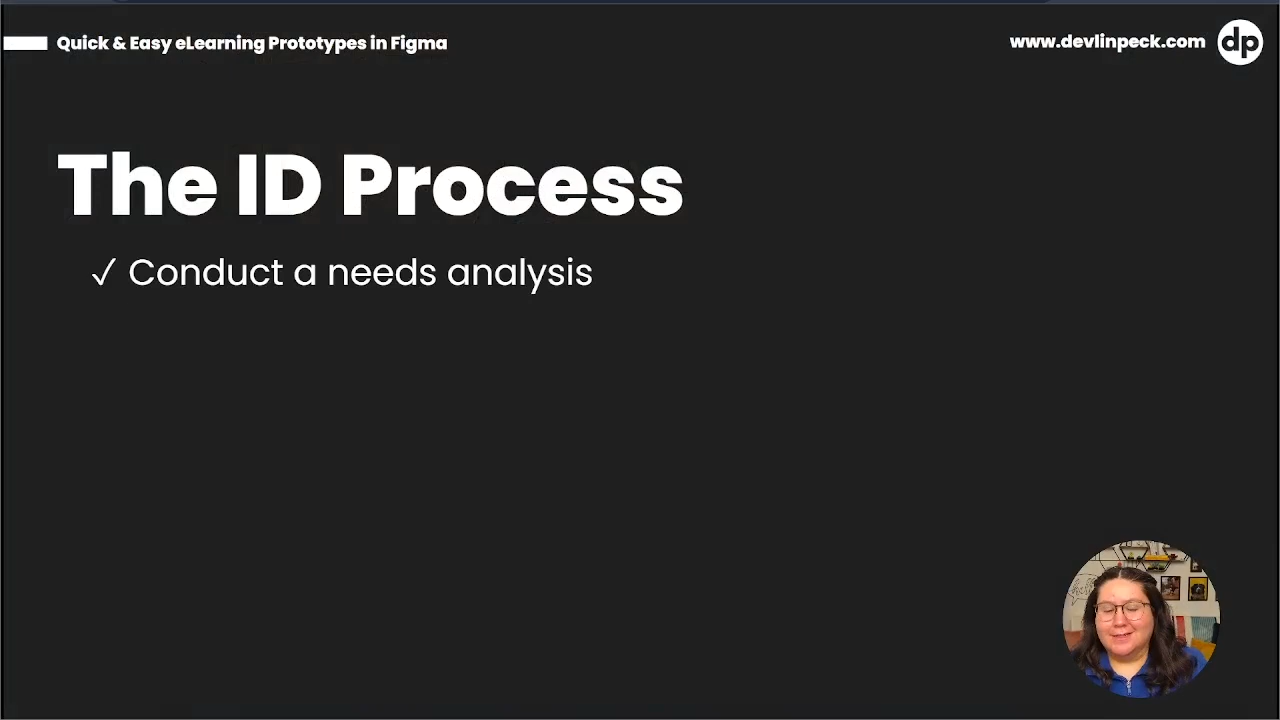 Quick & Easy eLearning Prototypes in Figma
www.devlinpeck.com
dp
The ID Process
✓ Conduct a needs analysis